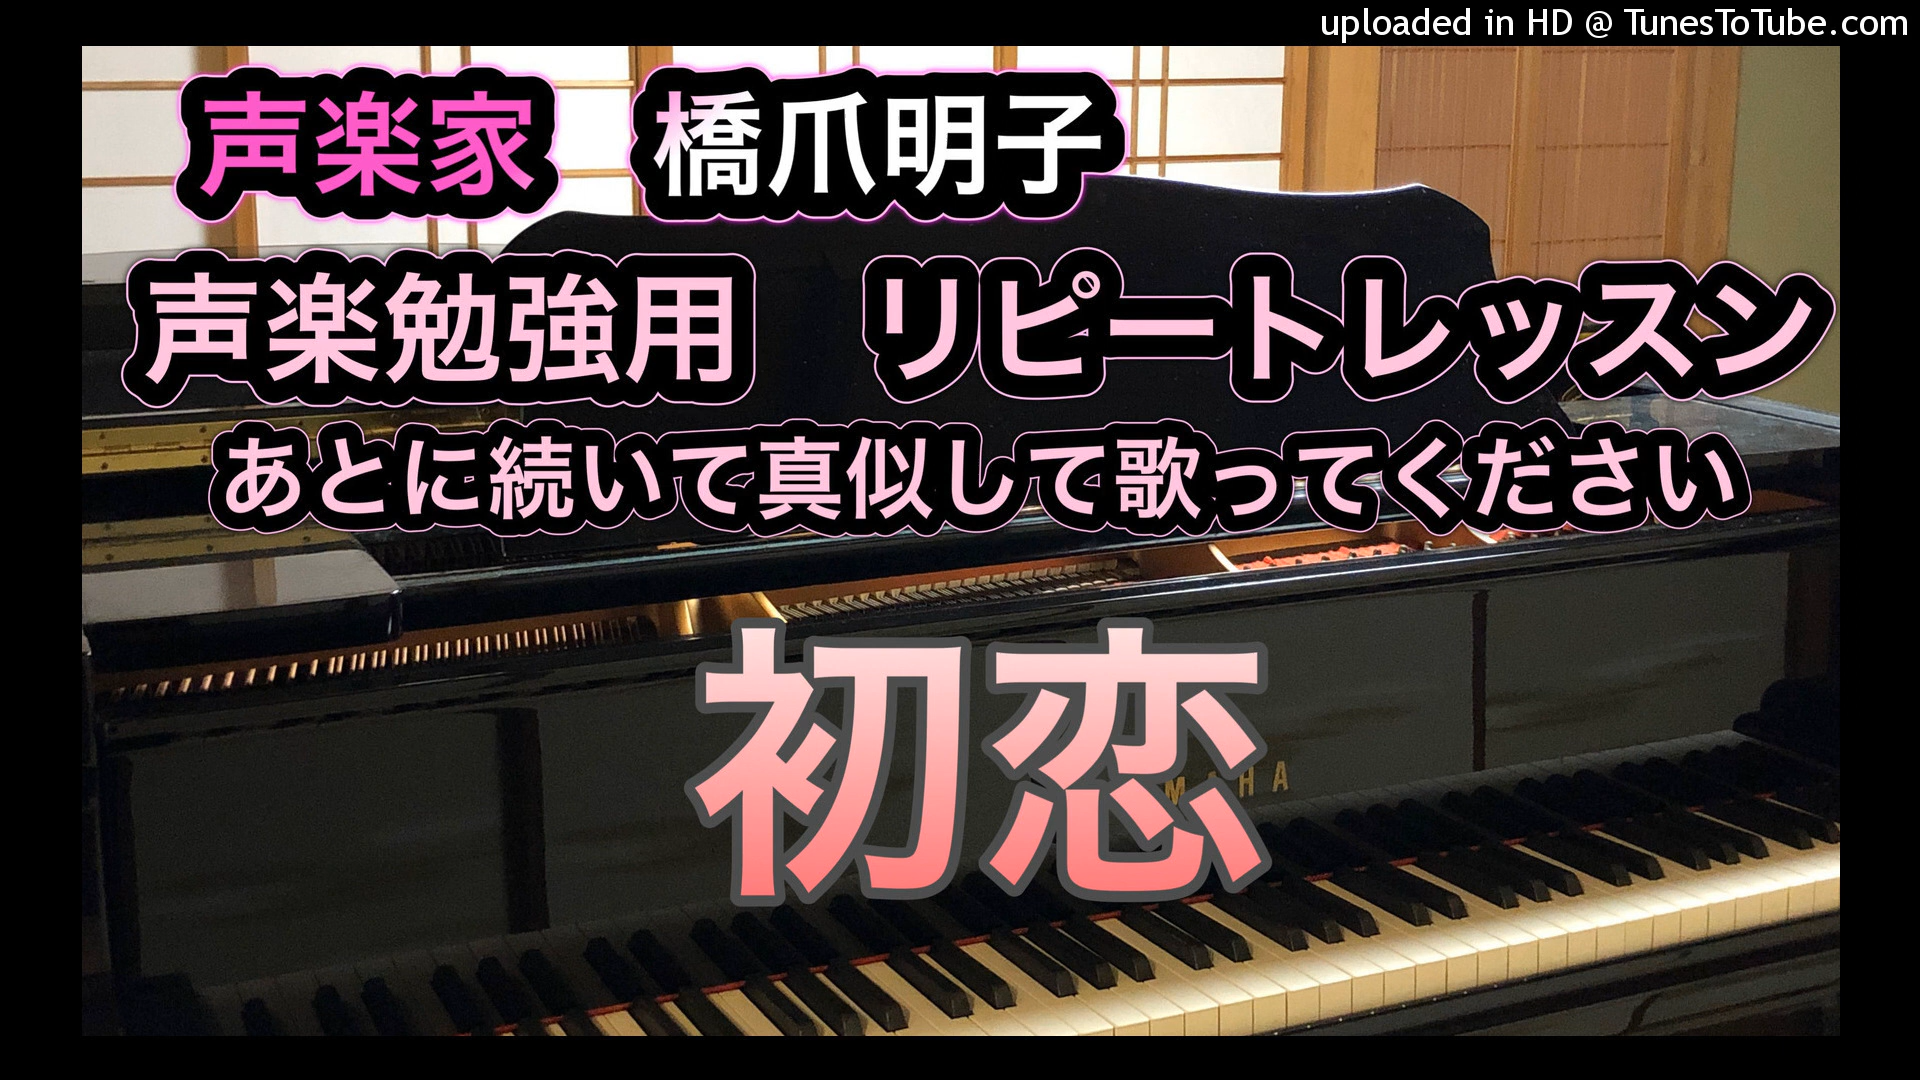 uploaded in HD @ TunesToTube.com
声楽家　橋爪明子
声楽勉強用　リピートレッスン
あとに続いて真似して歌ってください
初恋
MAHA